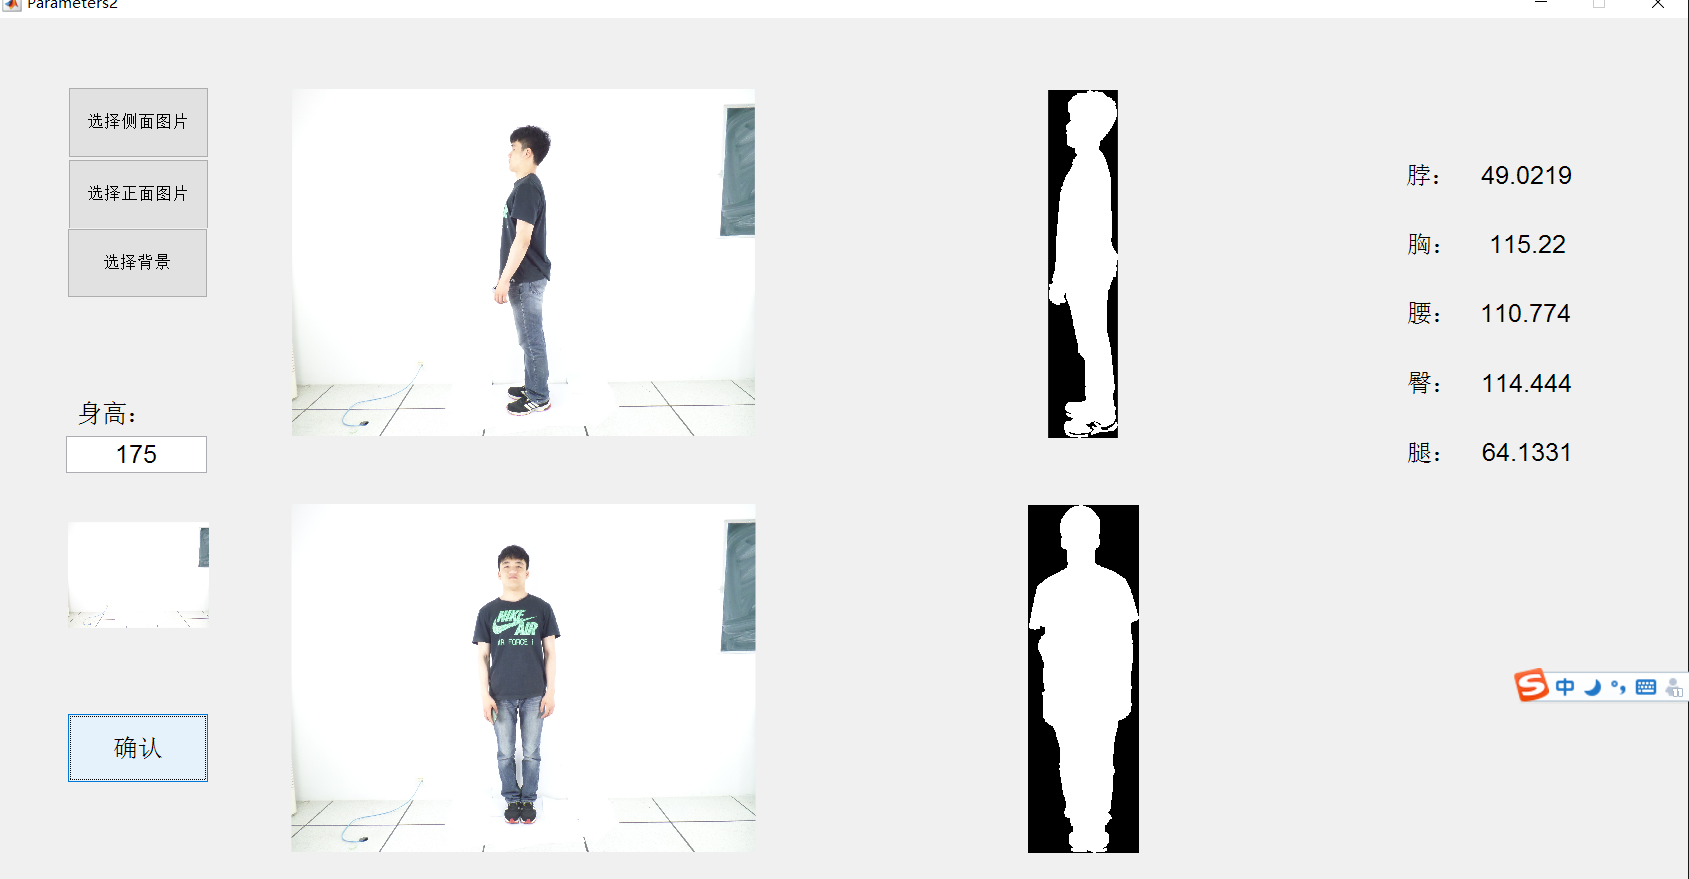 Parameters2
选择侧面图片
选择正面图片
选择背景
身高：
175
确认
NIKE
AIR
AIR FORCE 1
脖： 49.0219
胸： 115.22
腰： 110.774
臀： 114.444
腿： 64.1331
S 中